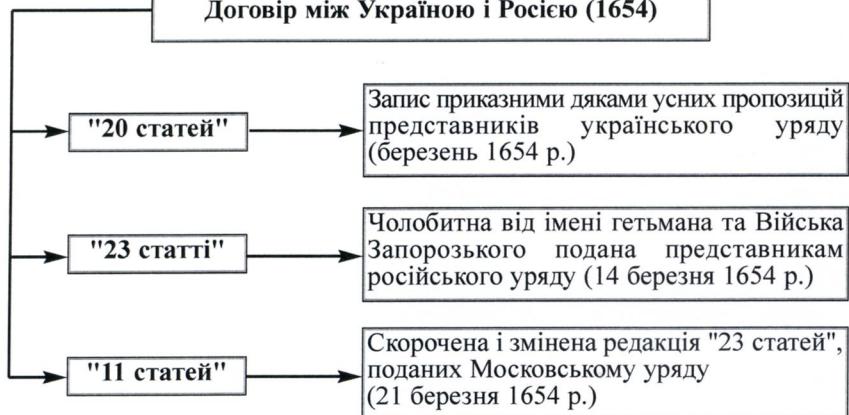 Договір між Україною і Росією (1654)
"20 статей"
Запис приказними дяками усних пропозицій
представників українського уряду
(березень 1654 р.)
"23 статті"
Чолобитна від імені гетьмана та Війська
Запорозького подана представникам
російського уряду (14 березня 1654 р.)
"11 статей"
Скорочена і змінена редакція "23 статей",
поданих Московському уряду
(21 березня 1654 р.)